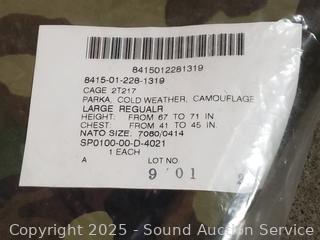 8415012281319
8415-01-228-1319
CAGE 2T217
PARKA, COLD WEATHER, CAMOUFLAGE
LARGE REGUALR
HEIGHT: FROM 67 TO 71 IN
CHEST: FROM 41 TO 45 IN.
NATO SIZE: 7080/0414
SP0100-00-D-4021
1 EACH
A
9 01
Copyright © 2025 - Sound Auction Service